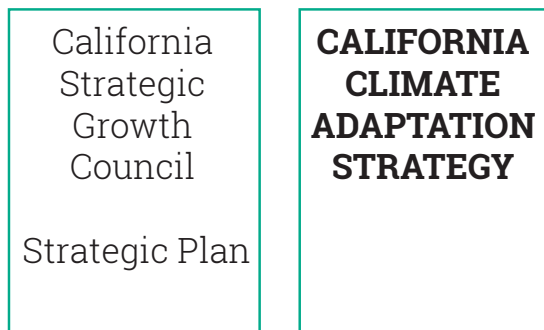 California
Strategic
Growth
Council
Strategic Plan
CALIFORNIA
CLIMATE
ADAPTATION
STRATEGY